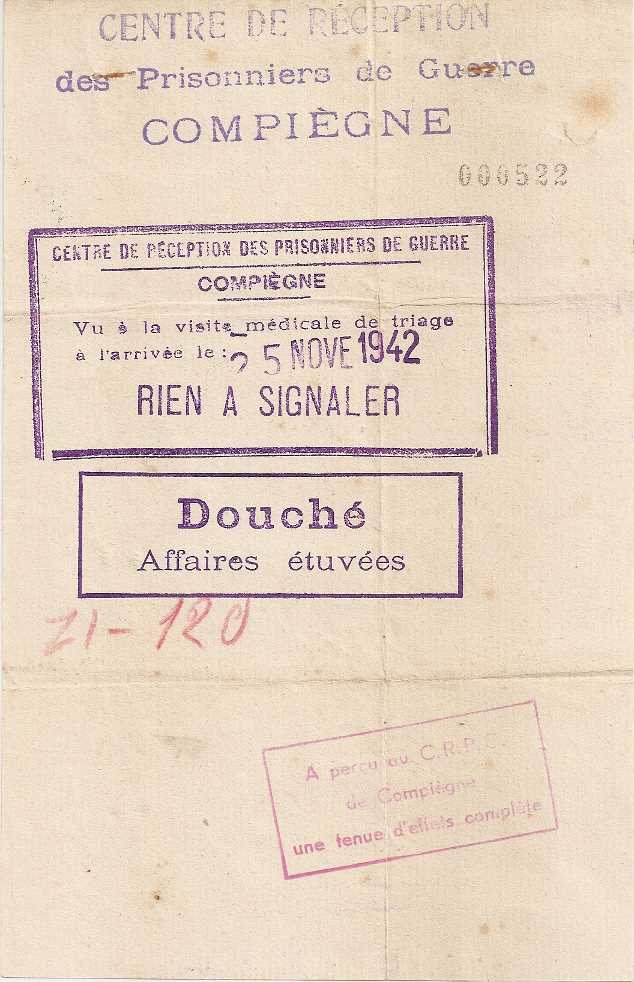 CENTRE DE RÉCEPTION
des Prisonniers de Guerre
COMPIÈGNE
000522
CENTRE DE RÉCEPTION DES PRISONNIERS DE GUERRE
COMPIÈGNE
Vu à la visite médicale de triage
à l'arrivée le : 25 NOVE 1942
RIEN A SIGNALER
Douché
Affaires étuvées
21-120
A perçu au C.R.P.G.
de Compiègne
une tenue d'effets complète